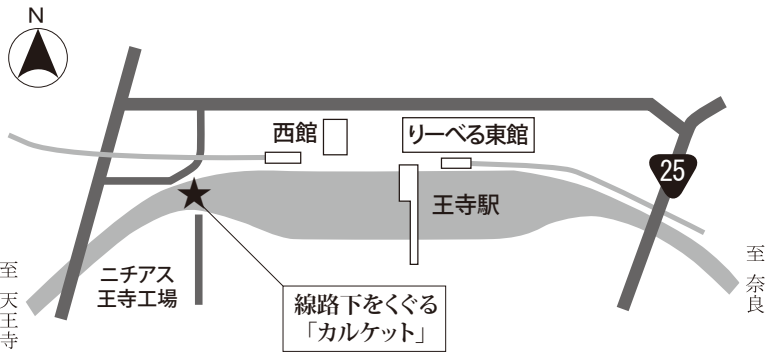 N
西館
りーべる東館
25
王寺駅
至 天王寺
ニチアス
王寺工場
至 奈良
線路下をくぐる
「カルケット」